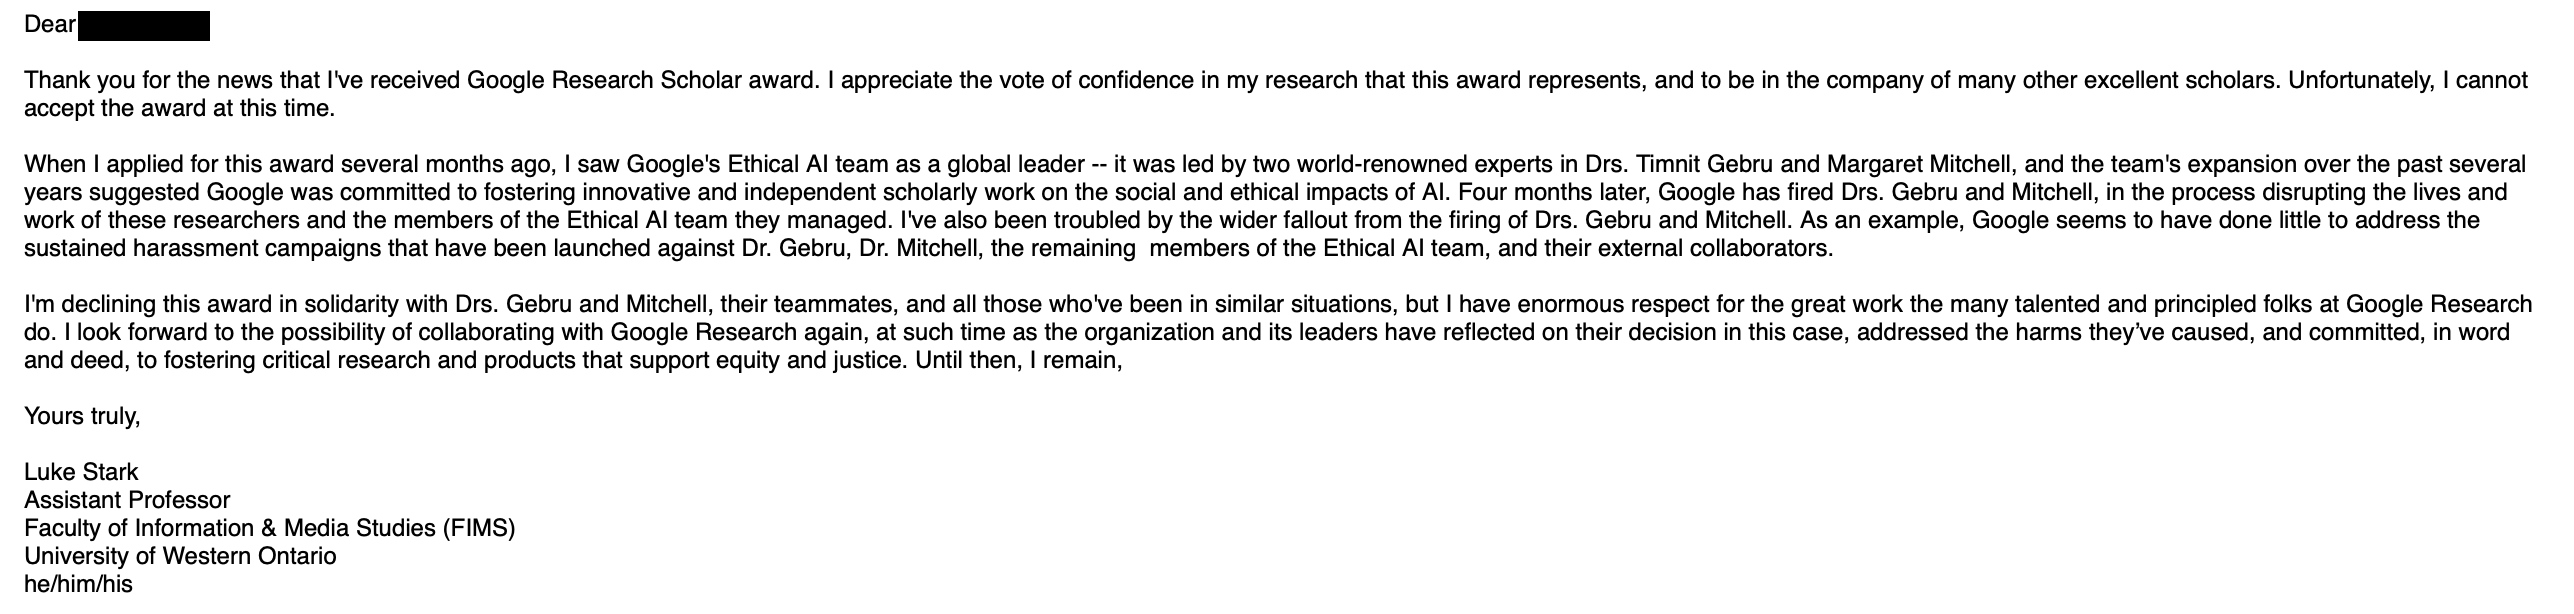 Dear
Thank you for the news that I've received Google Research Scholar award. I appreciate the vote of confidence in my research that this award represents, and to be in the company of many other excellent scholars. Unfortunately, I cannot
accept the award at this time.
When I applied for this award several months ago, I saw Google's Ethical AI team as a global leader -- it was led by two world-renowned experts in Drs. Timnit Gebru and Margaret Mitchell, and the team's expansion over the past several
years suggested Google was committed to fostering innovative and independent scholarly work on the social and ethical impacts of AI. Four months later, Google has fired Drs. Gebru and Mitchell, in the process disrupting the lives and
work of these researchers and the members of the Ethical AI team they managed. I've also been troubled by the wider fallout from the firing of Drs. Gebru and Mitchell. As an example, Google seems to have done little to address the
sustained harassment campaigns that have been launched against Dr. Gebru, Dr. Mitchell, the remaining  members of the Ethical AI team, and their external collaborators.
I'm declining this award in solidarity with Drs. Gebru and Mitchell, their teammates, and all those who've been in similar situations, but I have enormous respect for the great work the many talented and principled folks at Google Research
do. I look forward to the possibility of collaborating with Google Research again, at such time as the organization and its leaders have reflected on their decision in this case, addressed the harms they’ve caused, and committed, in word
and deed, to fostering critical research and products that support equity and justice. Until then, I remain,
Yours truly,
Luke Stark
Assistant Professor
Faculty of Information & Media Studies (FIMS)
University of Western Ontario
he/him/his